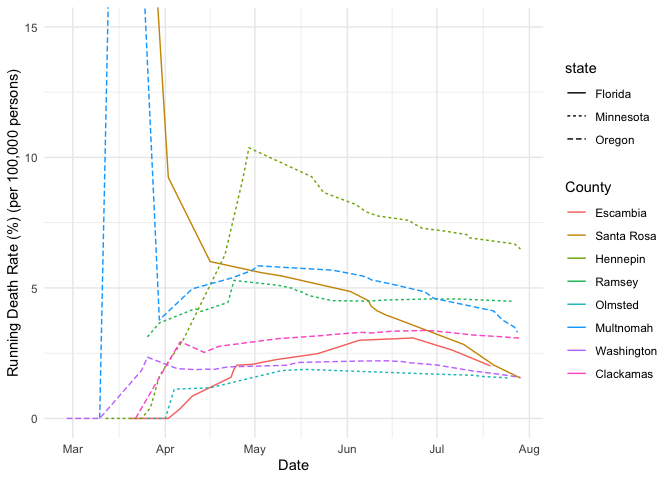 Running Death Rate (%) (per 100,000 persons)
15
10
5
0
Mar
Apr
May
Jun
Jul
Aug
Date
state
Florida
Minnesota
Oregon
County
Escambia
Santa Rosa
Hennepin
Ramsey
Olmsted
Multnomah
Washington
Clackamas